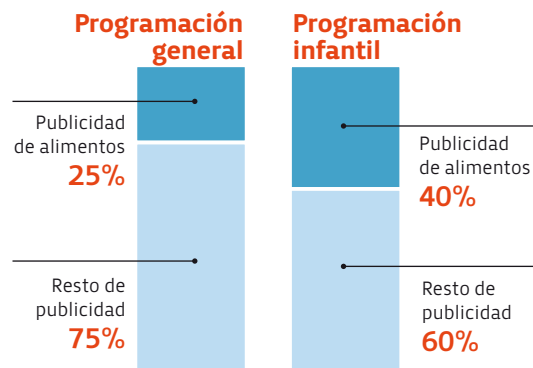 Programación
general
Publicidad
de alimentos
25%
Resto de
publicidad
75%
Programación
infantil
Publicidad
de alimentos
40%
Resto de
publicidad
60%